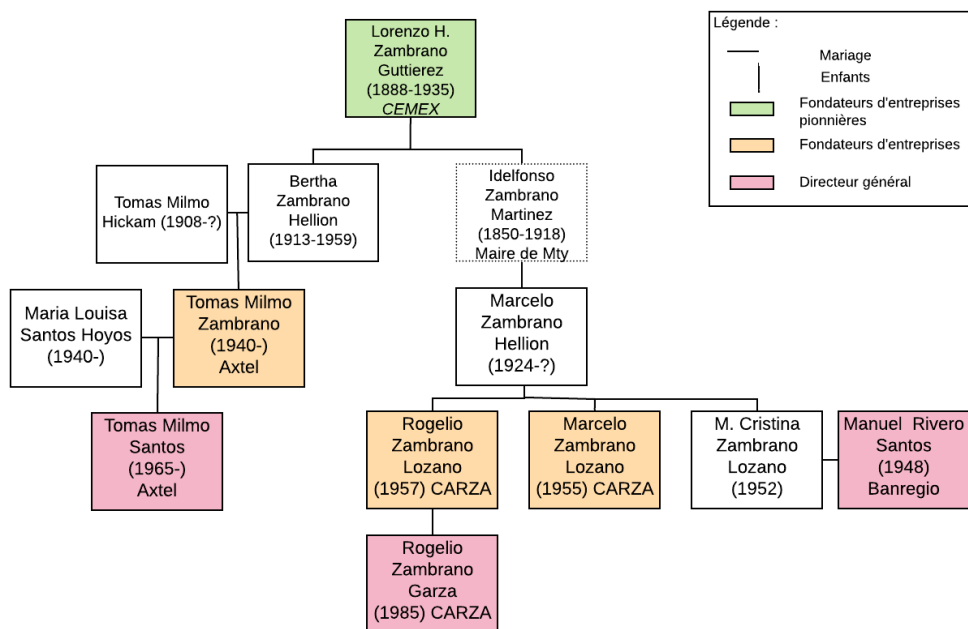 Lorenzo H.
Zambrano
Guttierez
(1888-1935)
CEMEX
Légende :
Mariage
Enfants
Fondateurs d'entreprises
pionnières
Fondateurs d'entreprises
Directeur général
Tomas Milmo
Hickam (1908-?)
Bertha
Zambrano
Hellion
(1913-1959)
Idelfonso
Zambrano
Martinez
(1850-1918)
Maire de Mty
Maria Louisa
Santos Hoyos
(1940-)
Tomas Milmo
Zambrano
(1940-)
Axtel
Marcelo
Zambrano
Hellion
(1924-?)
Tomas Milmo
Santos
(1965-)
Axtel
Rogelio
Zambrano
Lozano
(1957) CARZA
Marcelo
Zambrano
Lozano
(1955) CARZA
M. Cristina
Zambrano
Lozano
(1952)
Manuel Rivero
Santos
(1948)
Banregio
Rogelio
Zambrano
Garza
(1985) CARZA